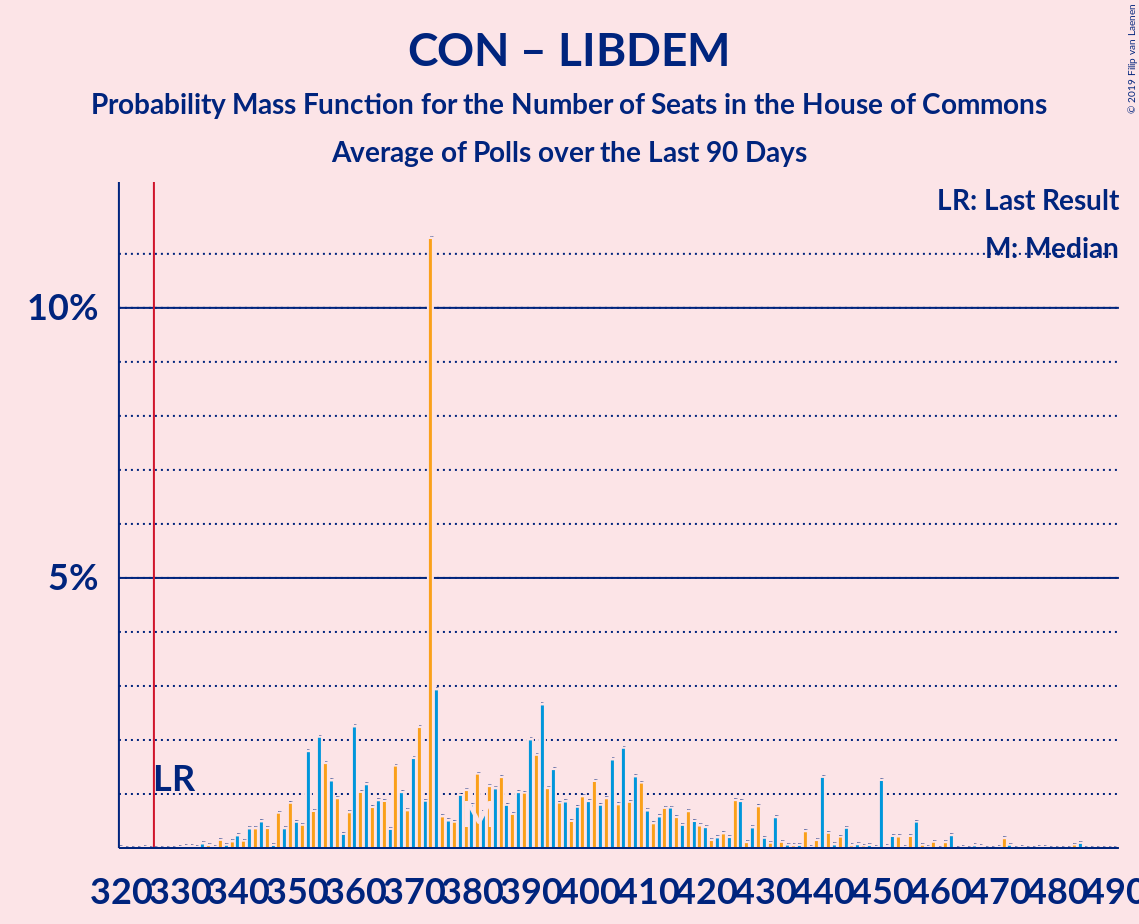 CON – LIBDEM
Probability Mass Function for the Number of Seats in the House of Commons
Average of Polls over the Last 90 Days
© 2019 Filip van Laenen
LR: Last Result
M: Median
10%
5%
LR
M
320 330 340 350 360 370 380 390 400 410 420 430 440 450 460 470 480 490